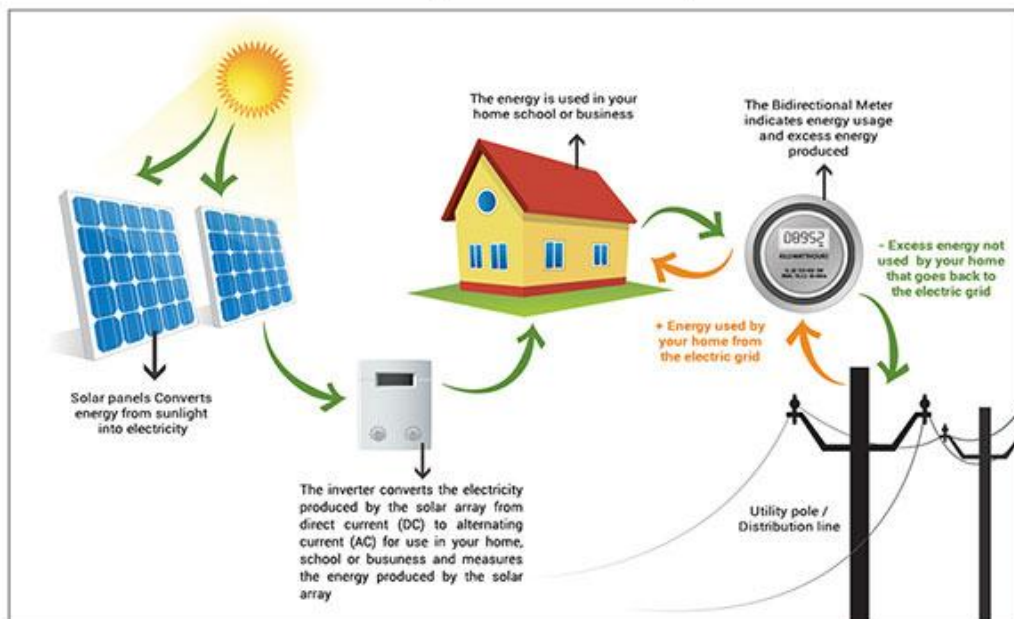 The energy is used in your
home school or business
The Bidirectional Meter
indicates energy usage
and excess energy
produced
08952
KILOWATTHOURS
- Excess energy not
used by your home
that goes back to
the electric grid
+ Energy used by
your home from
the electric grid
Solar panels Converts
energy from sunlight
into electricity
The inverter converts the electricity
produced by the solar array from
direct current (DC) to alternating
current (AC) for use in your home,
school or busuness and measures
the energy produced by the solar
array
Utility pole /
Distribution line